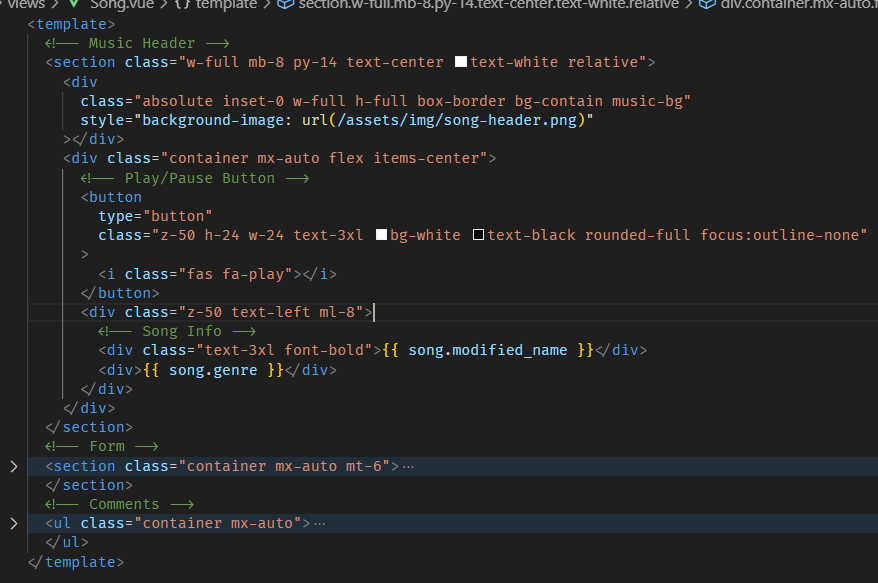 views > Song.vue > {} template > section.w-full.mb-8.py-14.text-center.text-white.relative > div.container.mx-auto.f
<template>
<!-- Music Header -->
<section class="w-full mb-8 py-14 text-center text-white relative">
<div
class="absolute inset-0 w-full h-full box-border bg-contain music-bg"
style="background-image: url(/assets/img/song-header.png)"
></div>
<div class="container mx-auto flex items-center">
<!-- Play/Pause Button -->
<button
type="button"
class="z-50 h-24 w-24 text-3xl bg-white text-black rounded-full focus:outline-none"
>
<i class="fas fa-play"></i>
</button>
<div class="z-50 text-left ml-8">
<!-- Song Info -->
<div class="text-3xl font-bold">{{ song.modified_name }}</div>
<div>{{ song.genre }}</div>
</div>
</div>
</section>
<!-- Form -->
<section class="container mx-auto mt-6">···
</section>
<!-- Comments -->
<ul class="container mx-auto">···
</ul>
</template>